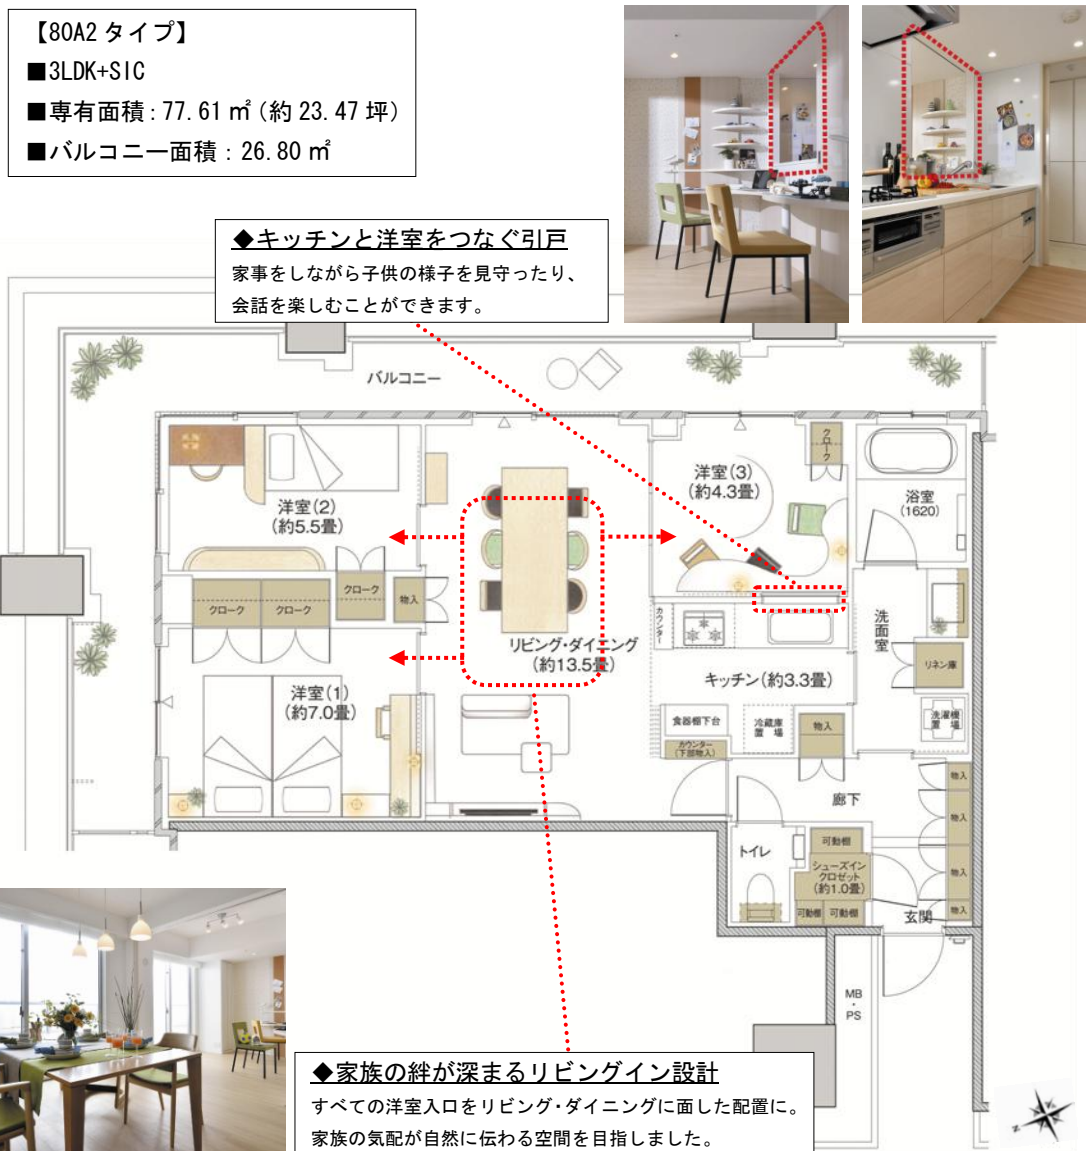 【80A2 タイプ】
■3LDK+SIC
■専有面積：77.61 ㎡（約 23.47 坪）
■バルコニー面積：26.80 ㎡
◆キッチンと洋室をつなぐ引戸
家事をしながら子供の様子を見守ったり、
会話を楽しむことができます。
バルコニー
洋室(2)
(約5.5畳)
洋室(3)
(約4.3畳)
クローク
浴室
(1620)
クローク
クローク
クローク
物入
カウンター
洗面室
リビング・ダイニング
(約13.5畳)
キッチン(約3.3畳)
リネン庫
洋室(1)
(約7.0畳)
食器棚下台
カウンター
(下部物入)
冷蔵庫
置場
物入
洗濯機
置場
廊下
物入
物入
物入
物入
トイレ
可動棚
シューズイン
クロゼット
(約1.0畳)
可動棚
可動棚
玄関
MB
・
PS
◆家族の絆が深まるリビングイン設計
すべての洋室入口をリビング・ダイニングに面した配置に。
家族の気配が自然に伝わる空間を目指しました。
N